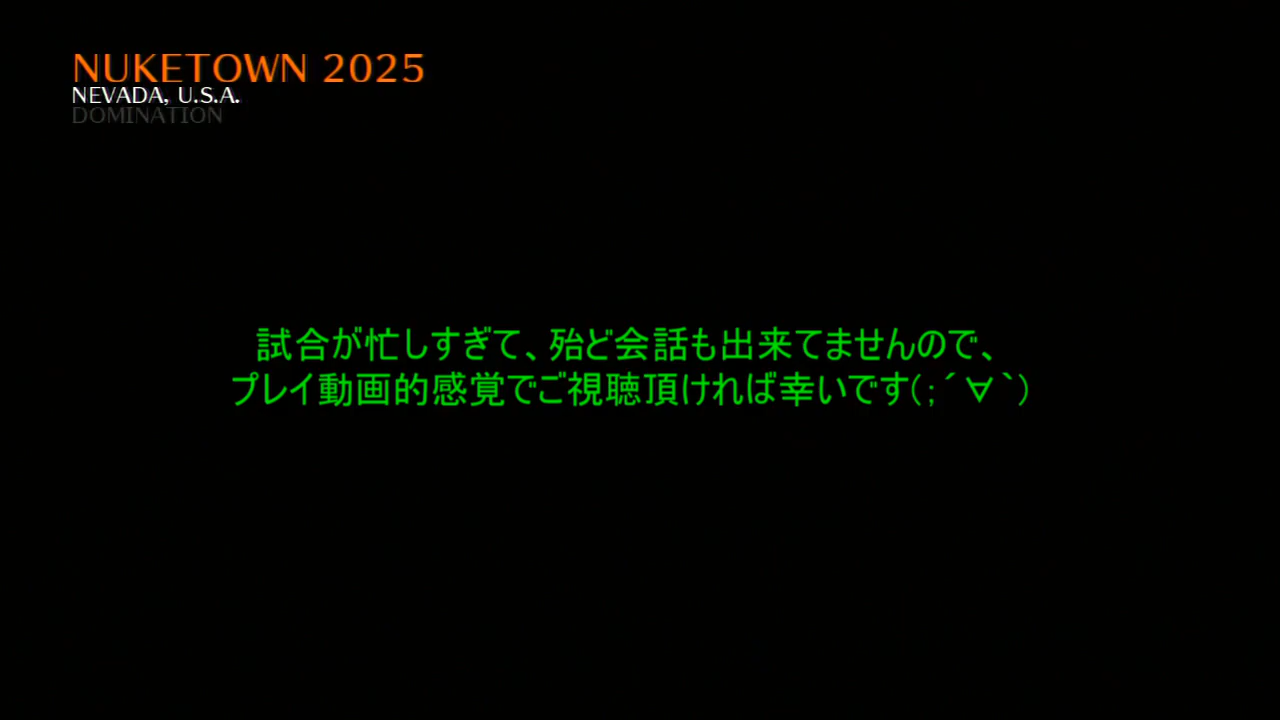 NUKETOWN 2025
NEVADA, U.S.A.
DOMINATION
試合が忙しすぎて、殆ど会話も出来てませんので、
プレイ動画的感覚でご視聴頂ければ幸いです(;´∀`)